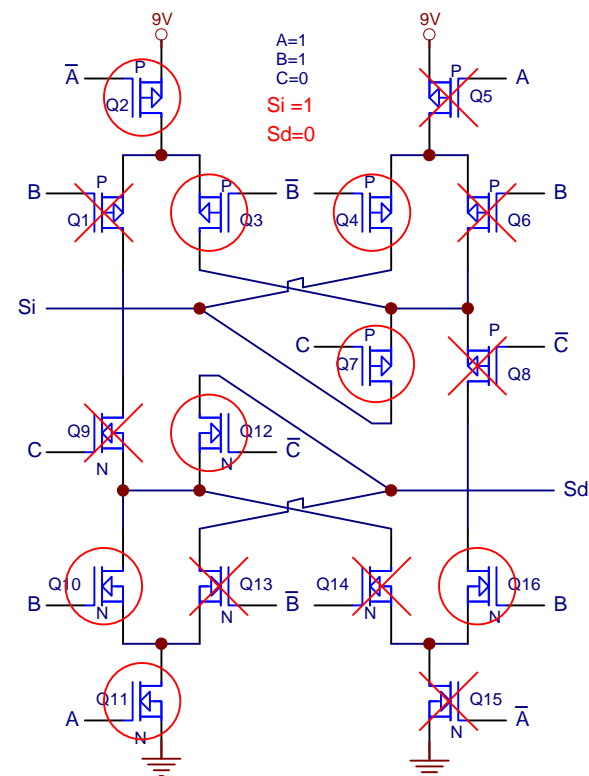 9V
9V
A=1
B=1
C=0
Si =1
Sd=0
A̅
P
Q2
P
Q5
A
B
P
Q1
P
Q3
B̅
P
Q4
P
Q6
B
Si
C
P
Q7
P
Q8
C̅
Q9
C
N
Q12
C̅
N
Sd
Q10
B
N
Q13
N
B̅
Q14
N
Q16
B
N
Q11
A
N
Q15
A̅
N